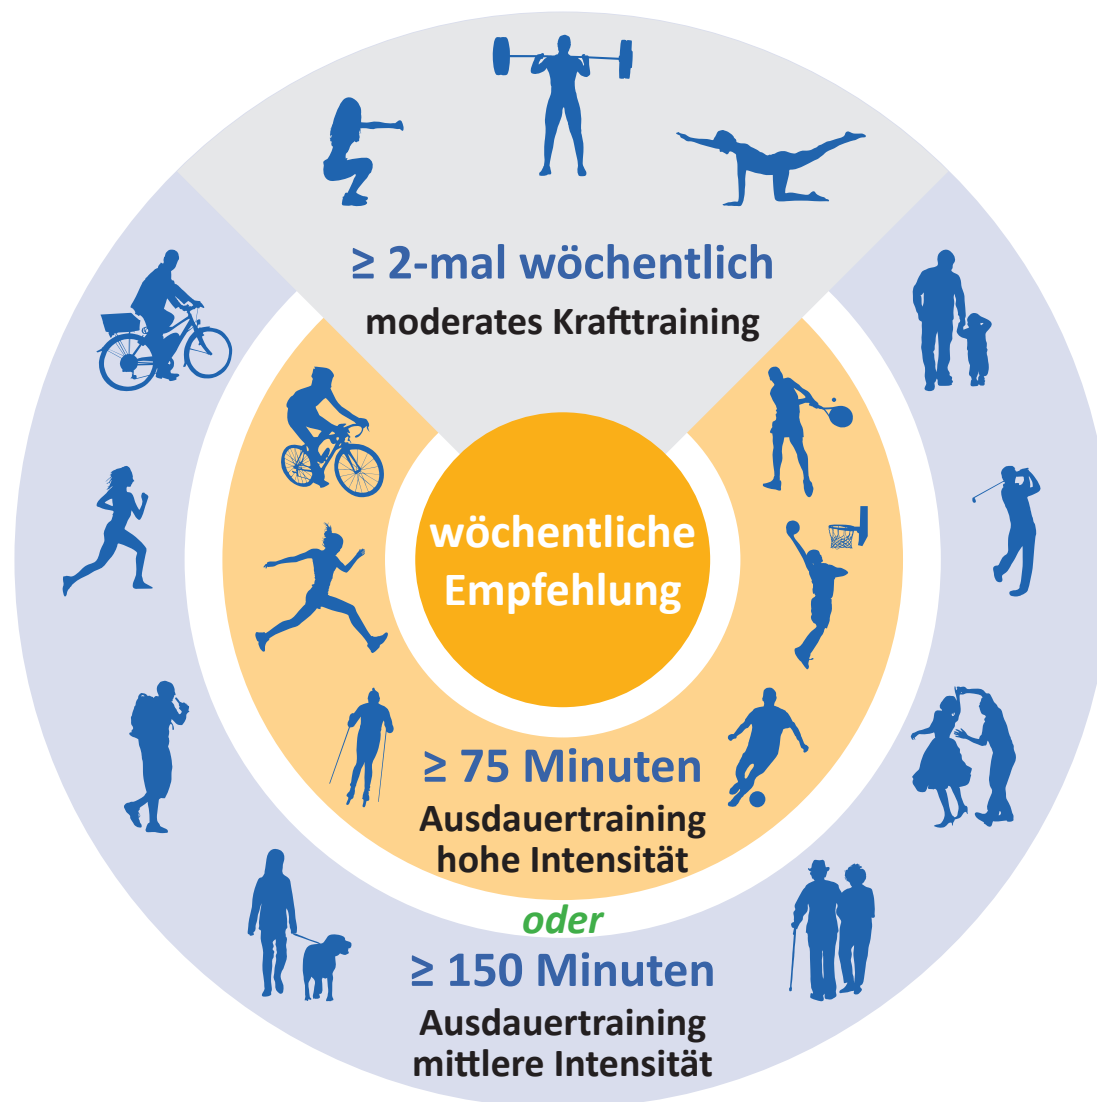 ≥ 2-mal wöchentlich
moderates Krafttraining
wöchentliche
Empfehlung
≥ 75 Minuten
Ausdauertraining
hohe Intensität
oder
≥ 150 Minuten
Ausdauertraining
mittlere Intensität